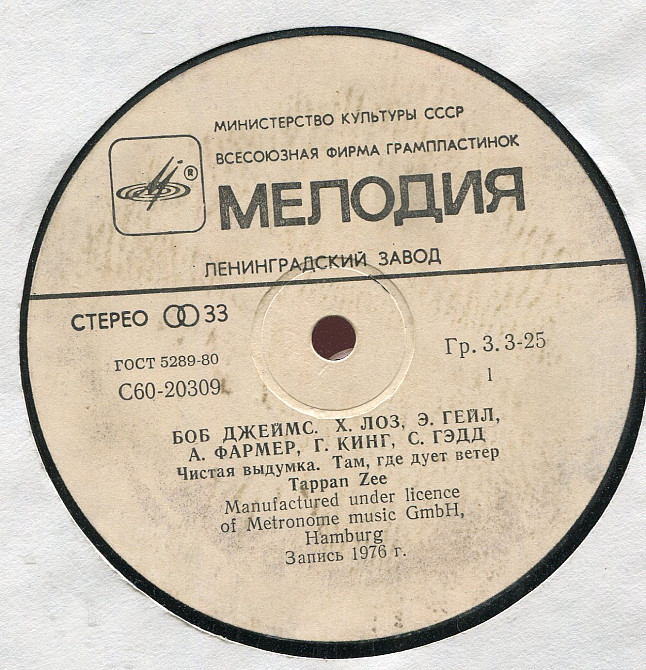 МИНИСТЕРСТВО КУЛЬТУРЫ СССР
ВСЕСОЮЗНАЯ ФИРМА ГРАМПЛАСТИНОК
®
МЕЛОДИЯ
ЛЕНИНГРАДСКИЙ ЗАВОД
СТЕРЕО 33
ГОСТ 5289-80
С60-20309
Гр. 3. 3-25
1
БОБ ДЖЕЙМС. Х. ЛОЗ, Э. ГЕЙЛ,
А. ФАРМЕР, Г. КИНГ, С. ГЭДД
Чистая выдумка. Там, где дует ветер
Tappan Zee
Manufactured under licence
of Metronome music GmbH,
Hamburg
Запись 1976 г.